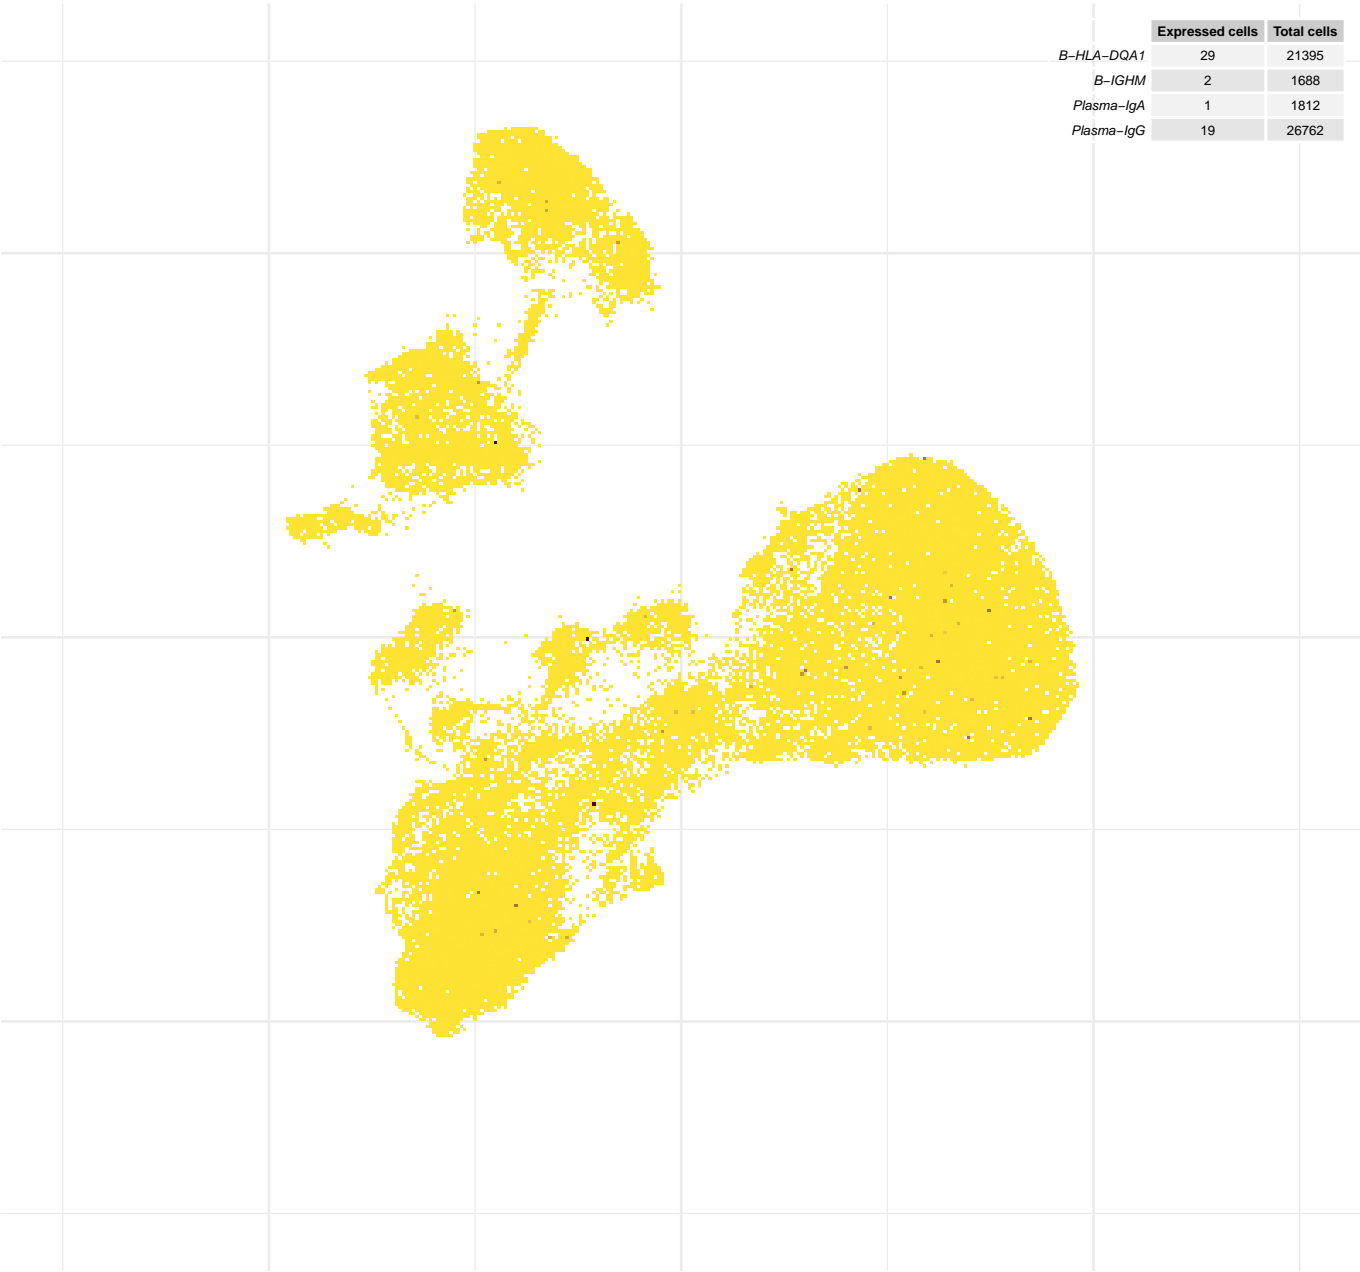 Expressed cells Total cells
B−HLA−DQA1 29 21395
B−IGHM 2 1688
Plasma−IgA 1 1812
Plasma−IgG 19 26762